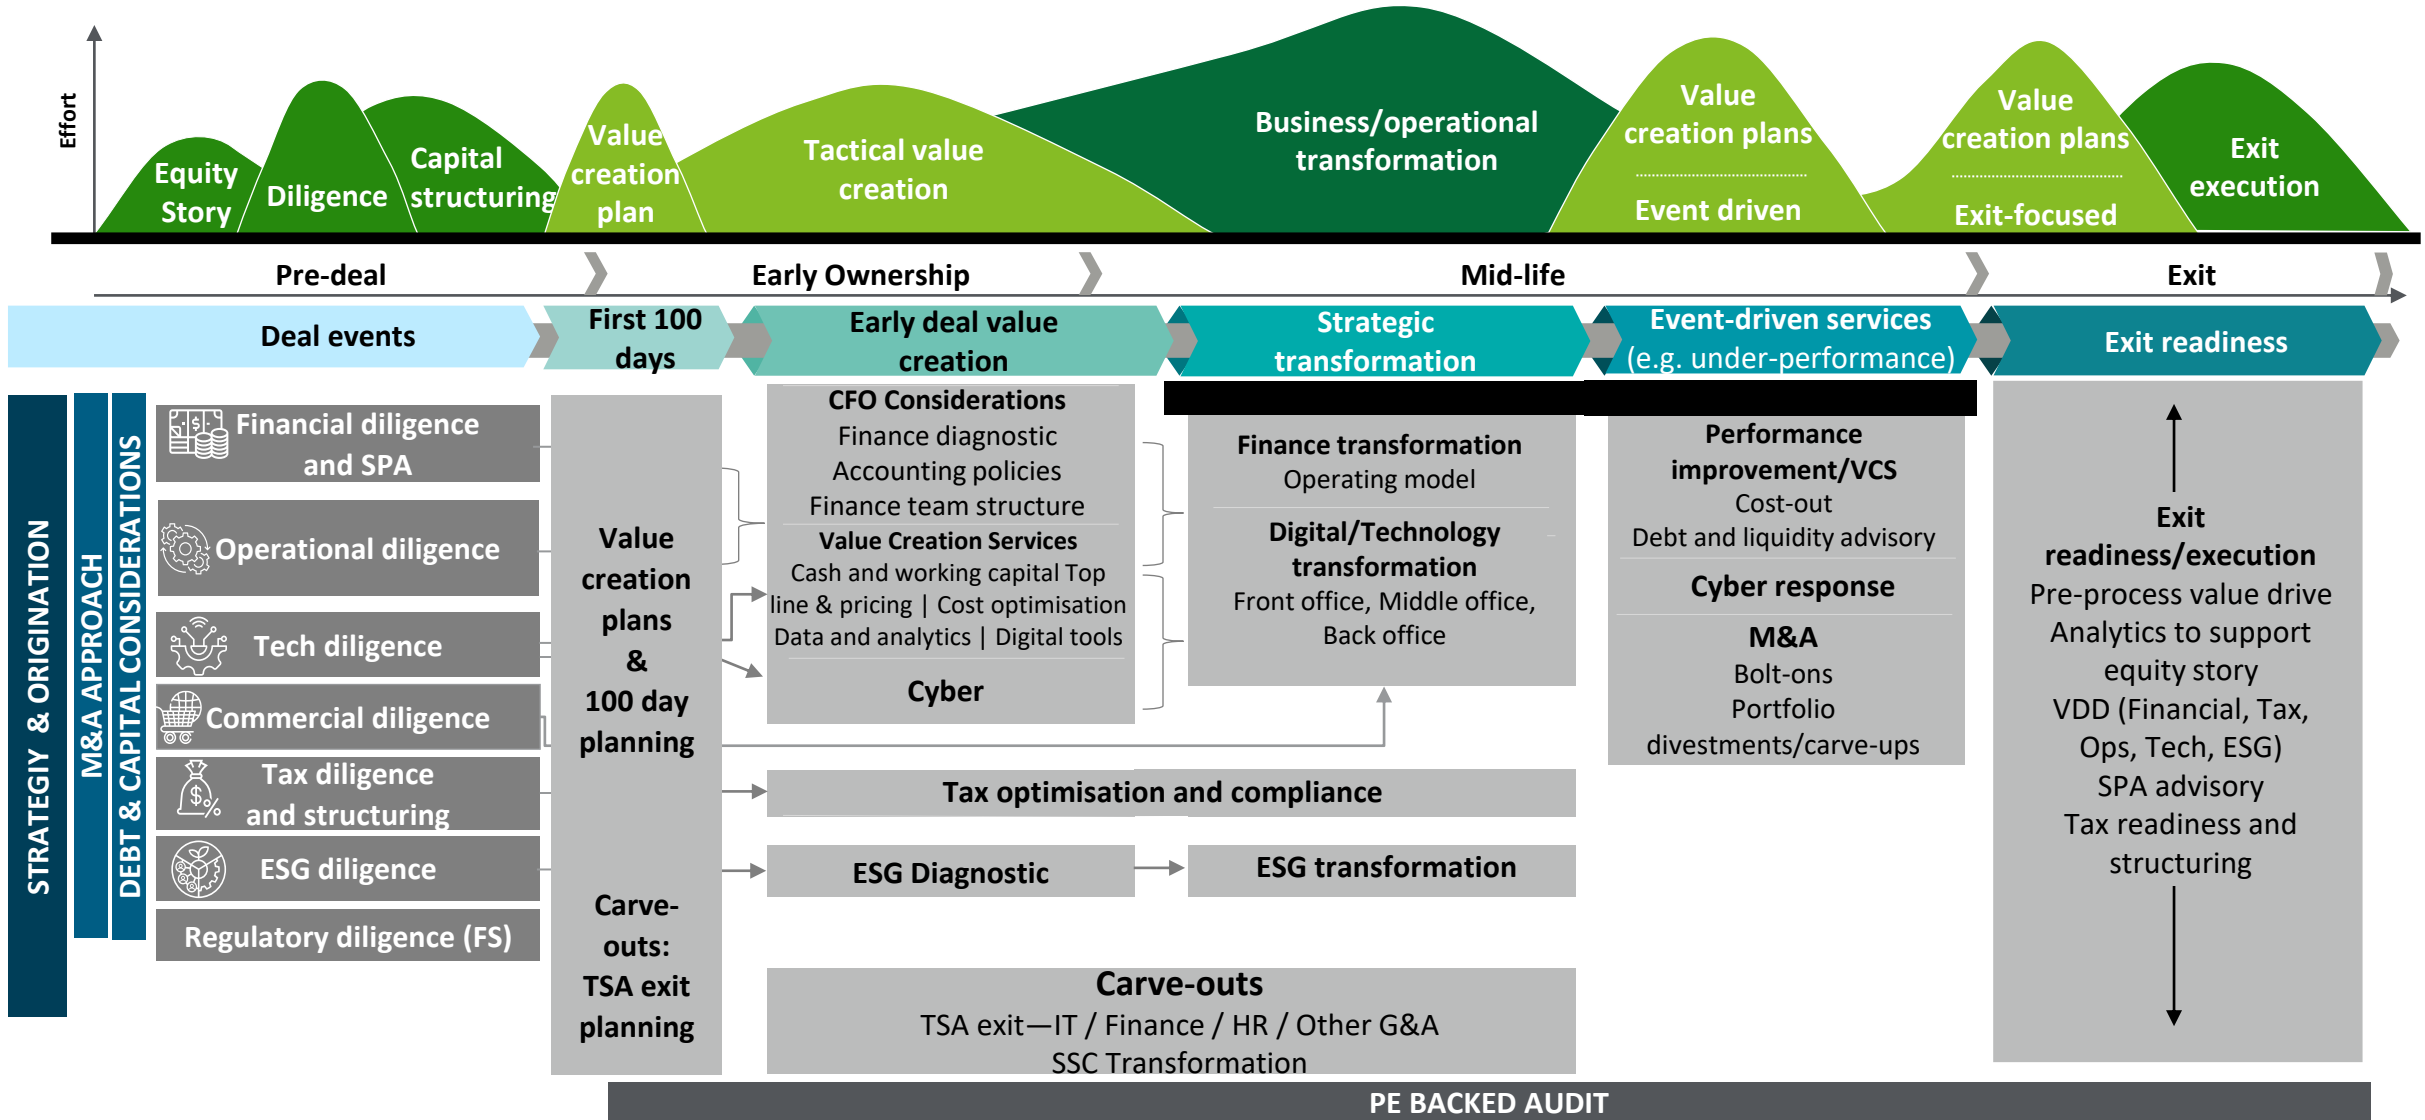 Effort
Equity
Story
Diligence
Capital
structuring
Value
creation
plan
Tactical value
creation
Business/operational
transformation
Value
creation plans
Event driven
Value
creation plans
Exit-focused
Exit
execution
Pre-deal
Early Ownership
Mid-life
Exit
Deal events
First 100
days
Early deal value
creation
Strategic
transformation
Event-driven services
(e.g. under-performance)
Exit readiness
STRATEGIY & ORIGINATION
M&A APPROACH
DEBT & CAPITAL CONSIDERATIONS
Financial diligence
and SPA
Operational diligence
Tech diligence
Commercial diligence
Tax diligence
and structuring
ESG diligence
Regulatory diligence (FS)
Value
creation
plans
&
100 day
planning
Carve-
outs:
TSA exit
planning
CFO Considerations
Finance diagnostic
Accounting policies
Finance team structure
Value Creation Services
Cash and working capital Top
line & pricing | Cost optimisation
Data and analytics | Digital tools
Cyber
Finance transformation
Operating model
Digital/Technology
transformation
Front office, Middle office,
Back office
Tax optimisation and compliance
ESG Diagnostic
ESG transformation
Carve-outs
TSA exit—IT / Finance / HR / Other G&A
SSC Transformation
Performance
improvement/VCS
Cost-out
Debt and liquidity advisory
Cyber response
M&A
Bolt-ons
Portfolio
divestments/carve-ups
Exit
readiness/execution
Pre-process value drive
Analytics to support
equity story
VDD (Financial, Tax,
Ops, Tech, ESG)
SPA advisory
Tax readiness and
structuring
PE BACKED AUDIT